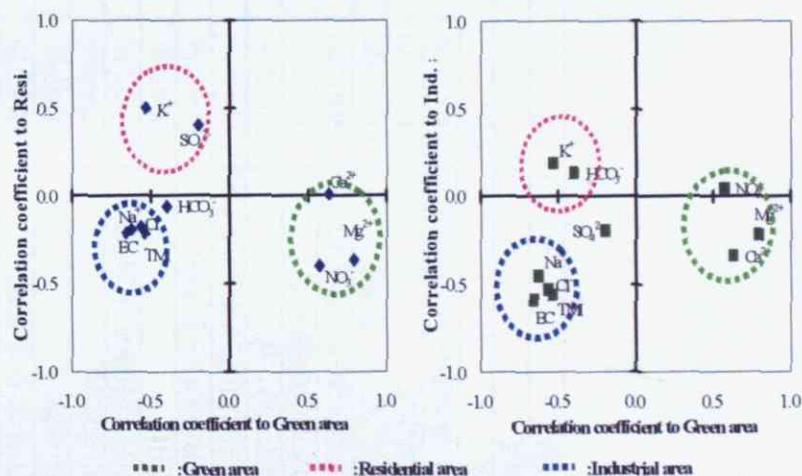 Correlation coefficient to Resi.
1.0
0.5
0.0
-0.5
-1.0
-1.0
-0.5
0.0
0.5
1.0
K⁺
SO₄
HCO₃⁻
Na
Cl⁻
EC
TM
Ca²⁺
Mg²⁺
NO₃⁻
Correlation coefficient to Green area
Correlation coefficient to Ind. :
1.0
0.5
0.0
-0.5
-1.0
-1.0
-0.5
0.0
0.5
1.0
K⁺
HCO₃⁻
SO₄²⁻
Na
Cl⁻
EC
TMI
NO₃⁻
Mg²⁺
Ca²⁺
Correlation coefficient to Green area
:Green area :Residential area :Industrial area